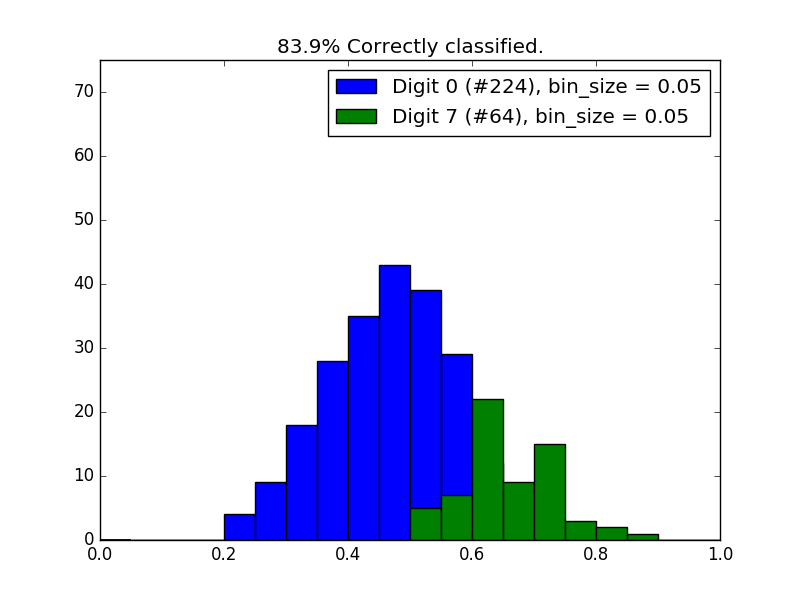 83.9% Correctly classified.
Digit 0 (#224), bin_size = 0.05
Digit 7 (#64), bin_size = 0.05
70
60
50
40
30
20
10
0
0.0 0.2 0.4 0.6 0.8 1.0